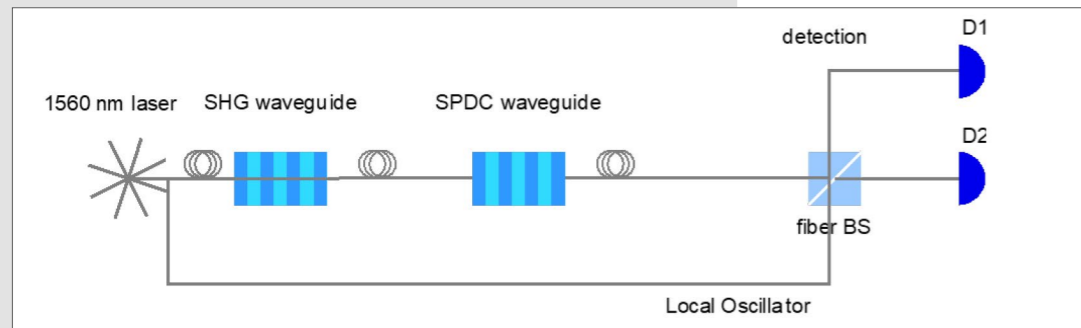 D1
detection
1560 nm laser
SHG waveguide
SPDC waveguide
D2
fiber BS
Local Oscillator